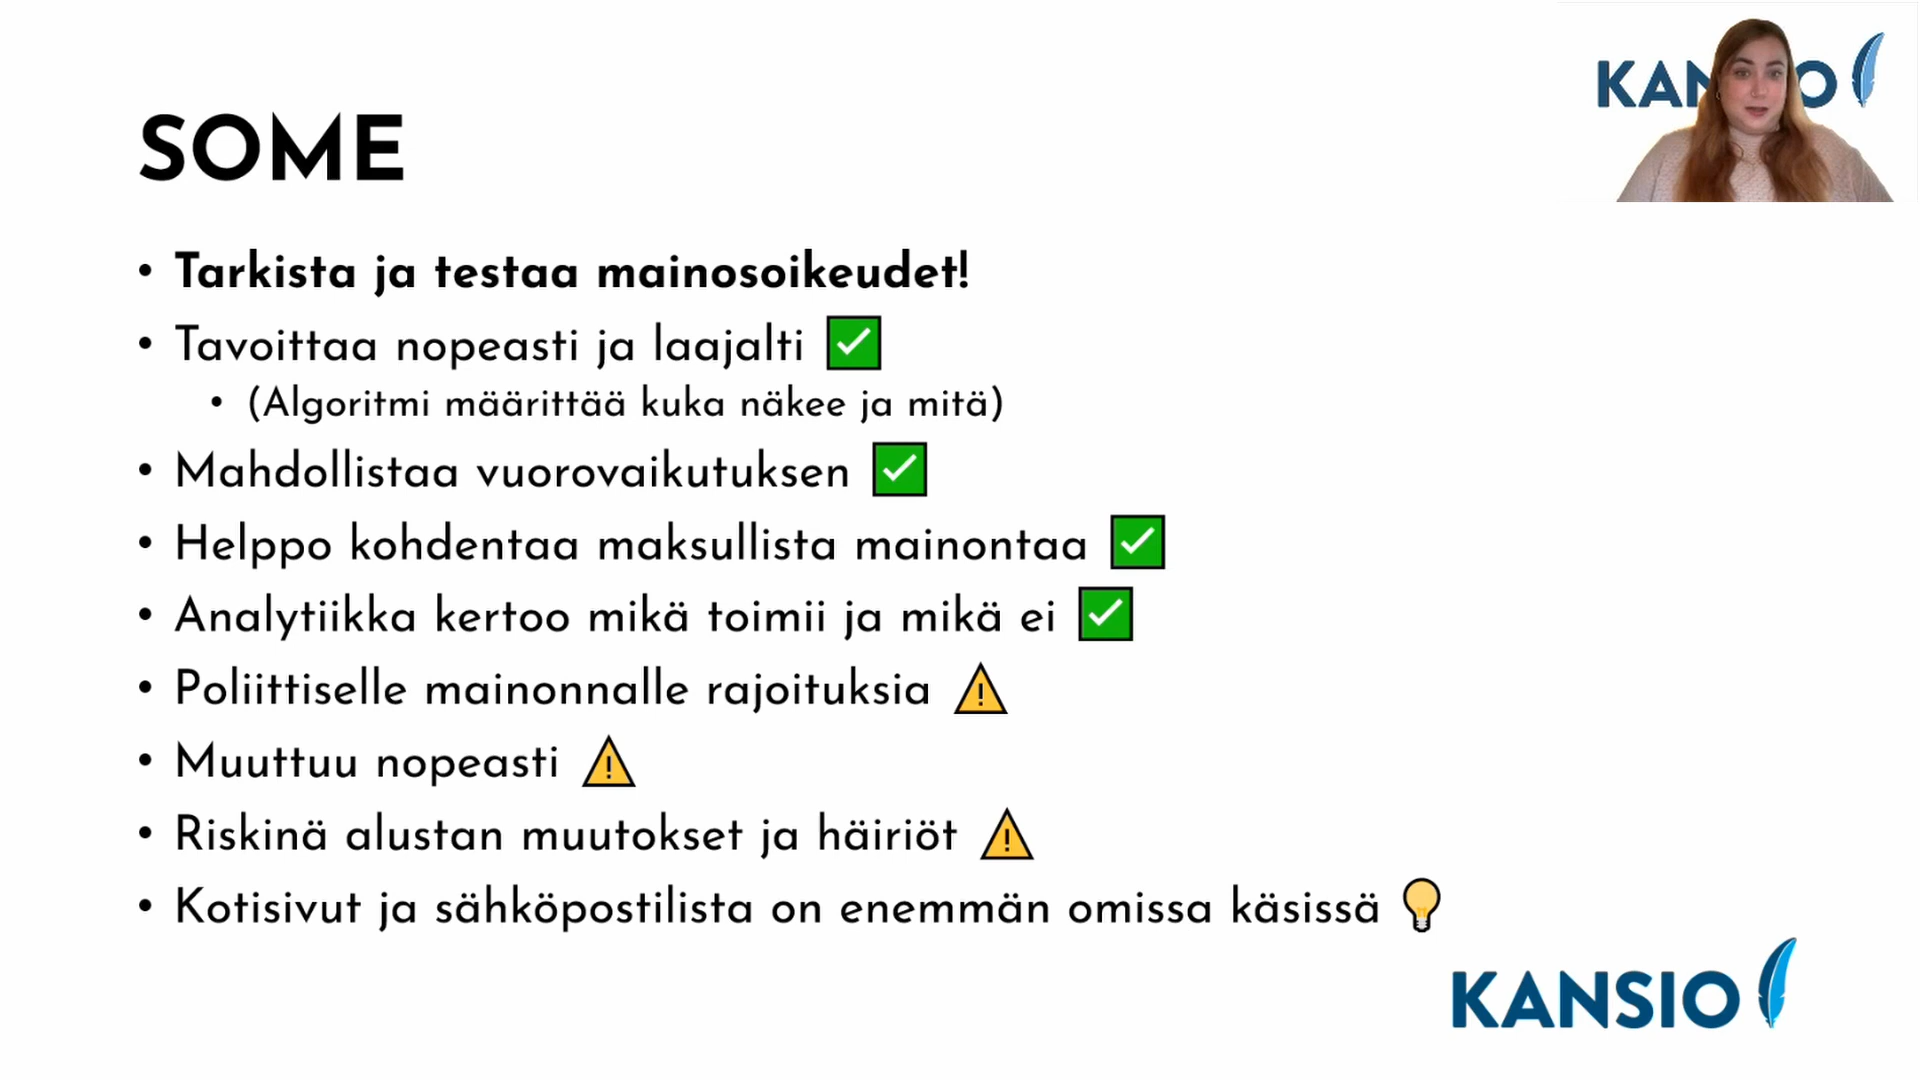 KANSIO
SOME
• Tarkista ja testaa mainosoikeudet!
• Tavoittaa nopeasti ja laajalti ✅
• (Algoritmi määrittää kuka näkee ja mitä)
• Mahdollistaa vuorovaikutuksen ✅
• Helppo kohdentaa maksullista mainontaa ✅
• Analytiikka kertoo mikä toimii ja mikä ei ✅
• Poliittiselle mainonnalle rajoituksia ⚠️
• Muuttuu nopeasti ⚠️
• Riskinä alustan muutokset ja häiriöt ⚠️
• Kotisivut ja sähköpostilista on enemmän omissa käsissä 💡
KANSIO